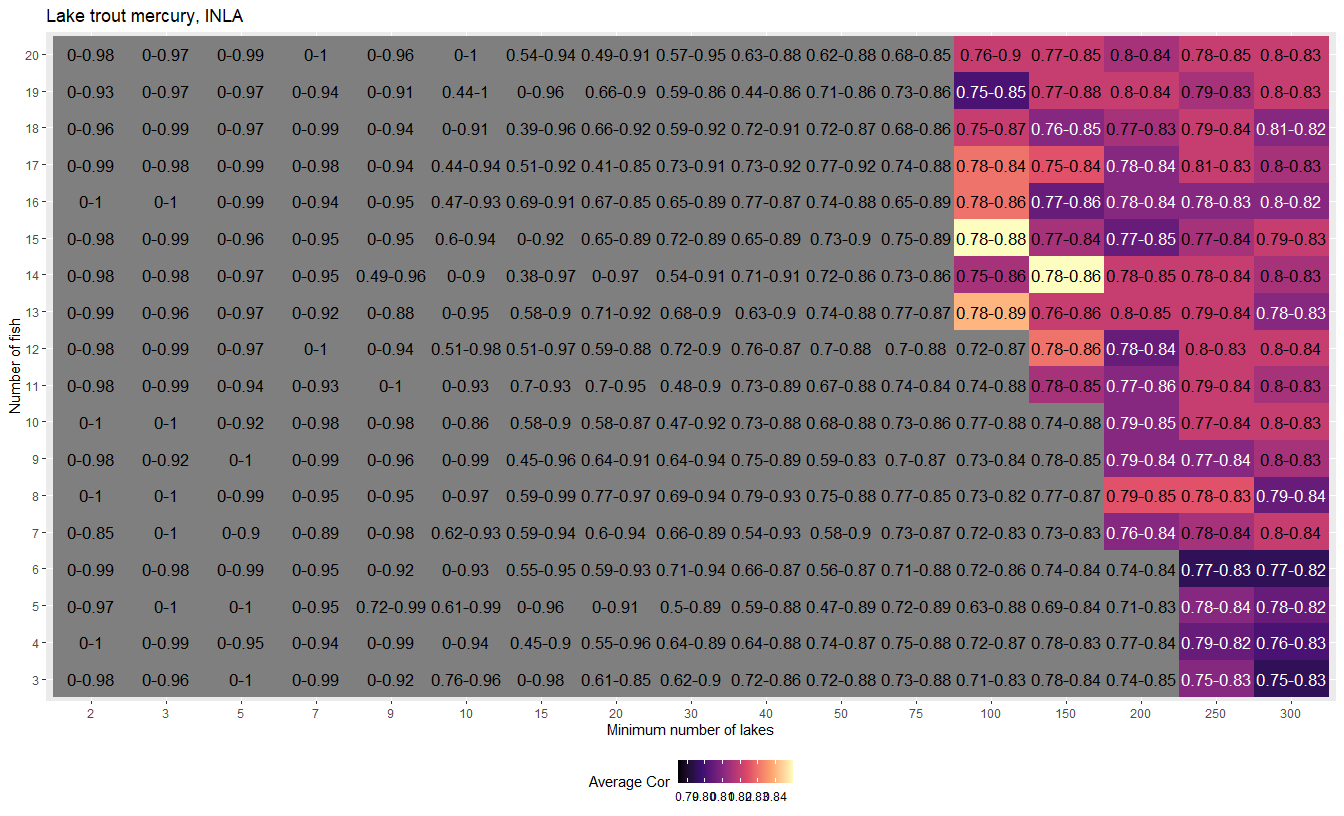 Lake trout mercury, INLA
20 0-0.98 0-0.97 0-0.99 0-1 0-0.96 0-1 0.54-0.94 0.49-0.91 0.57-0.95 0.63-0.88 0.62-0.88 0.68-0.85 0.76-0.9 0.77-0.85 0.8-0.84 0.78-0.85 0.8-0.83
19 0-0.93 0-0.97 0-0.97 0-0.94 0-0.91 0.44-1 0-0.96 0.66-0.9 0.59-0.86 0.44-0.86 0.71-0.86 0.73-0.86 0.75-0.85 0.77-0.88 0.8-0.84 0.79-0.83 0.8-0.83
18 0-0.96 0-0.99 0-0.97 0-0.99 0-0.94 0-0.91 0.39-0.96 0.66-0.92 0.59-0.92 0.72-0.91 0.72-0.87 0.68-0.86 0.75-0.87 0.76-0.85 0.77-0.83 0.79-0.84 0.81-0.82
17 0-0.99 0-0.98 0-0.99 0-0.98 0-0.94 0.44-0.94 0.51-0.92 0.41-0.85 0.73-0.91 0.73-0.92 0.77-0.92 0.74-0.88 0.78-0.84 0.75-0.84 0.78-0.84 0.81-0.83 0.8-0.83
16 0-1 0-1 0-0.99 0-0.94 0-0.95 0.47-0.93 0.69-0.91 0.67-0.85 0.65-0.89 0.77-0.94 0.74-0.88 0.65-0.89 0.78-0.86 0.77-0.86 0.78-0.84 0.78-0.83 0.8-0.82
15 0-0.98 0-0.99 0-0.96 0-0.95 0-0.95 0.6-0.94 0-0.92 0.65-0.89 0.72-0.89 0.65-0.89 0.73-0.9 0.75-0.89 0.78-0.88 0.77-0.84 0.77-0.85 0.77-0.84 0.79-0.83
14 0-0.98 0-0.98 0-0.97 0-0.95 0.49-0.96 0-0.9 0.38-0.97 0-0.97 0.54-0.91 0.71-0.91 0.72-0.86 0.73-0.86 0.75-0.86 0.78-0.86 0.78-0.85 0.78-0.84 0.8-0.83
13 0-0.99 0-0.96 0-0.97 0-0.92 0-0.88 0-0.95 0.58-0.9 0.71-0.92 0.68-0.9 0.63-0.9 0.74-0.88 0.77-0.87 0.78-0.89 0.76-0.86 0.8-0.85 0.79-0.84 0.78-0.83
12 0-0.98 0-0.99 0-0.97 0-1 0-0.94 0.51-0.98 0.51-0.97 0.59-0.88 0.72-0.9 0.76-0.87 0.7-0.88 0.7-0.88 0.72-0.87 0.78-0.86 0.78-0.84 0.8-0.83 0.8-0.84
11 0-0.98 0-0.99 0-0.94 0-0.93 0-1 0-0.93 0.7-0.93 0.7-0.95 0.48-0.9 0.73-0.89 0.67-0.88 0.74-0.84 0.74-0.88 0.78-0.85 0.77-0.86 0.79-0.84 0.8-0.83
10 0-1 0-1 0-0.92 0-0.98 0-0.98 0-0.86 0.58-0.9 0.58-0.87 0.47-0.92 0.73-0.88 0.68-0.88 0.73-0.86 0.77-0.88 0.74-0.88 0.79-0.85 0.77-0.84 0.8-0.83
9 0-0.98 0-0.92 0-1 0-0.99 0-0.96 0-0.99 0.45-0.96 0.64-0.91 0.64-0.94 0.75-0.89 0.59-0.83 0.7-0.87 0.73-0.84 0.78-0.85 0.79-0.84 0.77-0.84 0.8-0.83
8 0-1 0-1 0-0.99 0-0.95 0-0.95 0-0.97 0.59-0.99 0.77-0.97 0.69-0.94 0.79-0.93 0.75-0.88 0.77-0.85 0.73-0.82 0.77-0.87 0.79-0.85 0.78-0.83 0.79-0.84
7 0-0.85 0-1 0-0.9 0-0.89 0-0.98 0.62-0.93 0.59-0.94 0.6-0.94 0.66-0.89 0.54-0.93 0.58-0.9 0.73-0.87 0.72-0.83 0.73-0.83 0.76-0.84 0.78-0.84 0.8-0.84
6 0-0.99 0-0.98 0-0.99 0-0.95 0-0.92 0-0.93 0.55-0.95 0.59-0.93 0.71-0.94 0.66-0.87 0.56-0.87 0.71-0.88 0.72-0.86 0.74-0.84 0.74-0.84 0.77-0.83 0.77-0.82
5 0-0.97 0-1 0-1 0-0.95 0.72-0.99 0.61-0.99 0-0.96 0-0.91 0.5-0.89 0.59-0.88 0.47-0.89 0.72-0.89 0.63-0.88 0.69-0.84 0.71-0.83 0.78-0.84 0.78-0.82
4 0-1 0-0.99 0-0.95 0-0.94 0-0.99 0-0.94 0.45-0.9 0.55-0.96 0.64-0.89 0.64-0.88 0.74-0.87 0.75-0.88 0.72-0.87 0.78-0.83 0.77-0.84 0.79-0.82 0.76-0.83
3 0-0.98 0-0.96 0-1 0-0.99 0-0.92 0.76-0.96 0-0.98 0.61-0.85 0.62-0.9 0.72-0.86 0.72-0.88 0.62-0.89 0.71-0.83 0.78-0.84 0.74-0.85 0.75-0.83 0.75-0.83
Number of fish
2 3 5 7 9 10 15 20 30 40 50 75 100 150 200 250 300
Minimum number of lakes
Average Cor
0.79 0.80 0.81 0.82 0.83 0.84